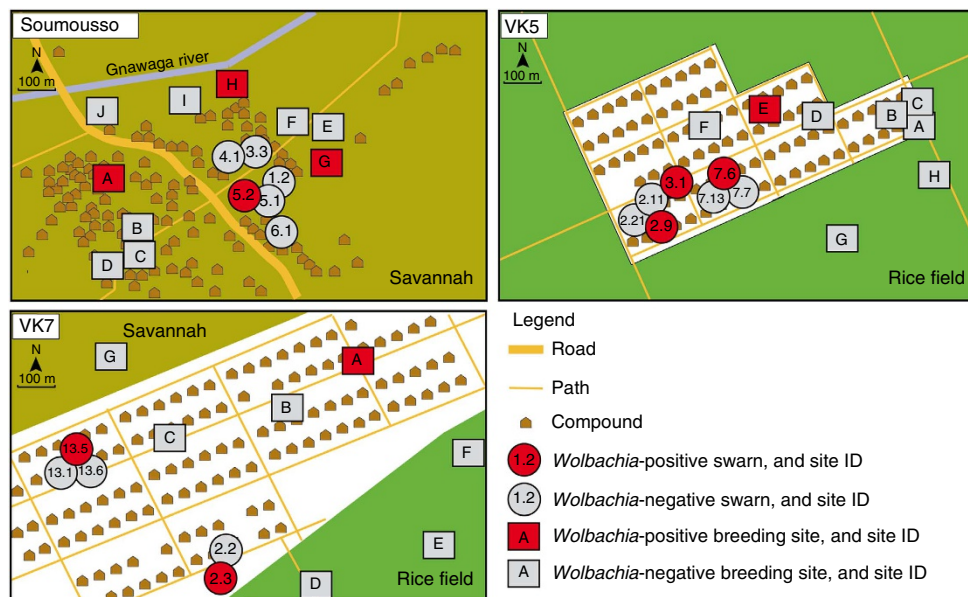 Soumousso
N
100 m
Gnawaga river
H
I
J
F
E
4.1
3.3
G
A
1.2
5.2
5.1
B
6.1
C
D
Savannah
VK5
N
100 m
E
C
D
B
F
A
7.6
3.1
H
2.11
7.13
7.7
2.21
2.9
G
Rice field
VK7
Savannah
N
G
100 m
A
B
C
13.5
F
13.1
13.6
2.2
E
2.3
D
Rice field
Legend
Road
Path
Compound
1.2 Wolbachia-positive swarn, and site ID
1.2 Wolbachia-negative swarn, and site ID
A Wolbachia-positive breeding site, and site ID
A Wolbachia-negative breeding site, and site ID